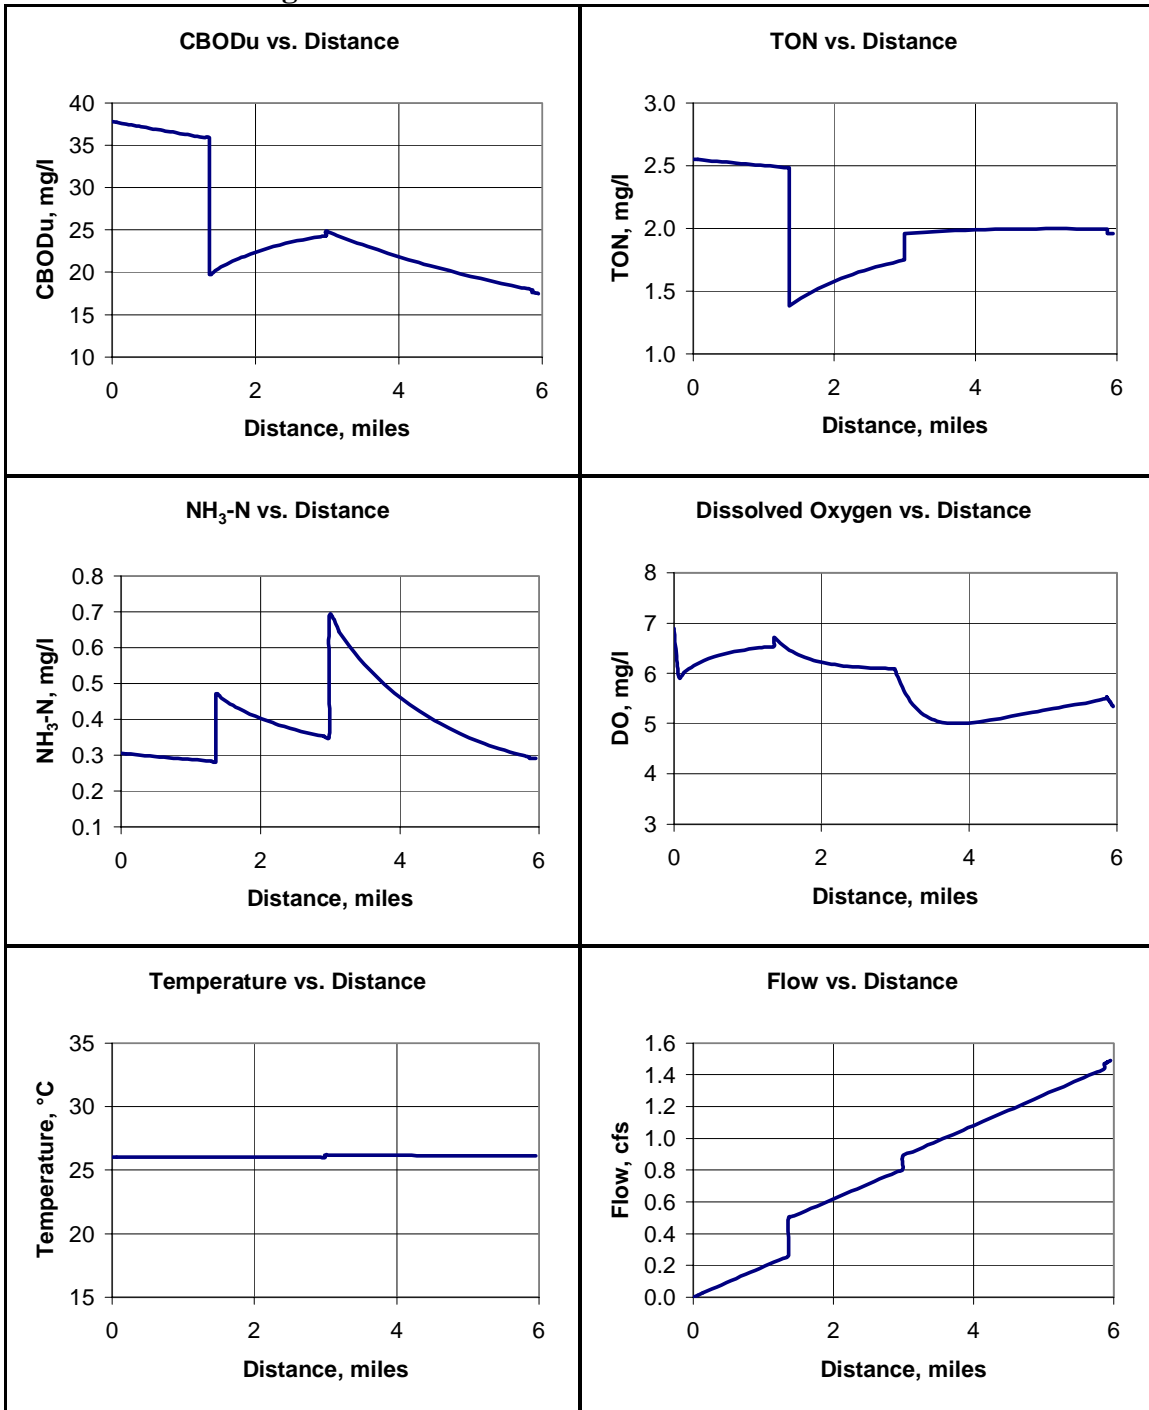 CBODu vs. Distance
40
35
30
25
20
15
10
CBODu, mg/l
0 2 4 6
Distance, miles
TON vs. Distance
3.0
2.5
2.0
1.5
1.0
TON, mg/l
0 2 4 6
Distance, miles
NH3-N vs. Distance
0.8
0.7
0.6
0.5
0.4
0.3
0.2
0.1
NH3-N, mg/l
0 2 4 6
Distance, miles
Dissolved Oxygen vs. Distance
8
7
6
5
4
3
DO, mg/l
0 2 4 6
Distance, miles
Temperature vs. Distance
35
30
25
20
15
Temperature, °C
0 2 4 6
Distance, miles
Flow vs. Distance
1.6
1.4
1.2
1.0
0.8
0.6
0.4
0.2
0.0
Flow, cfs
0 2 4 6
Distance, miles